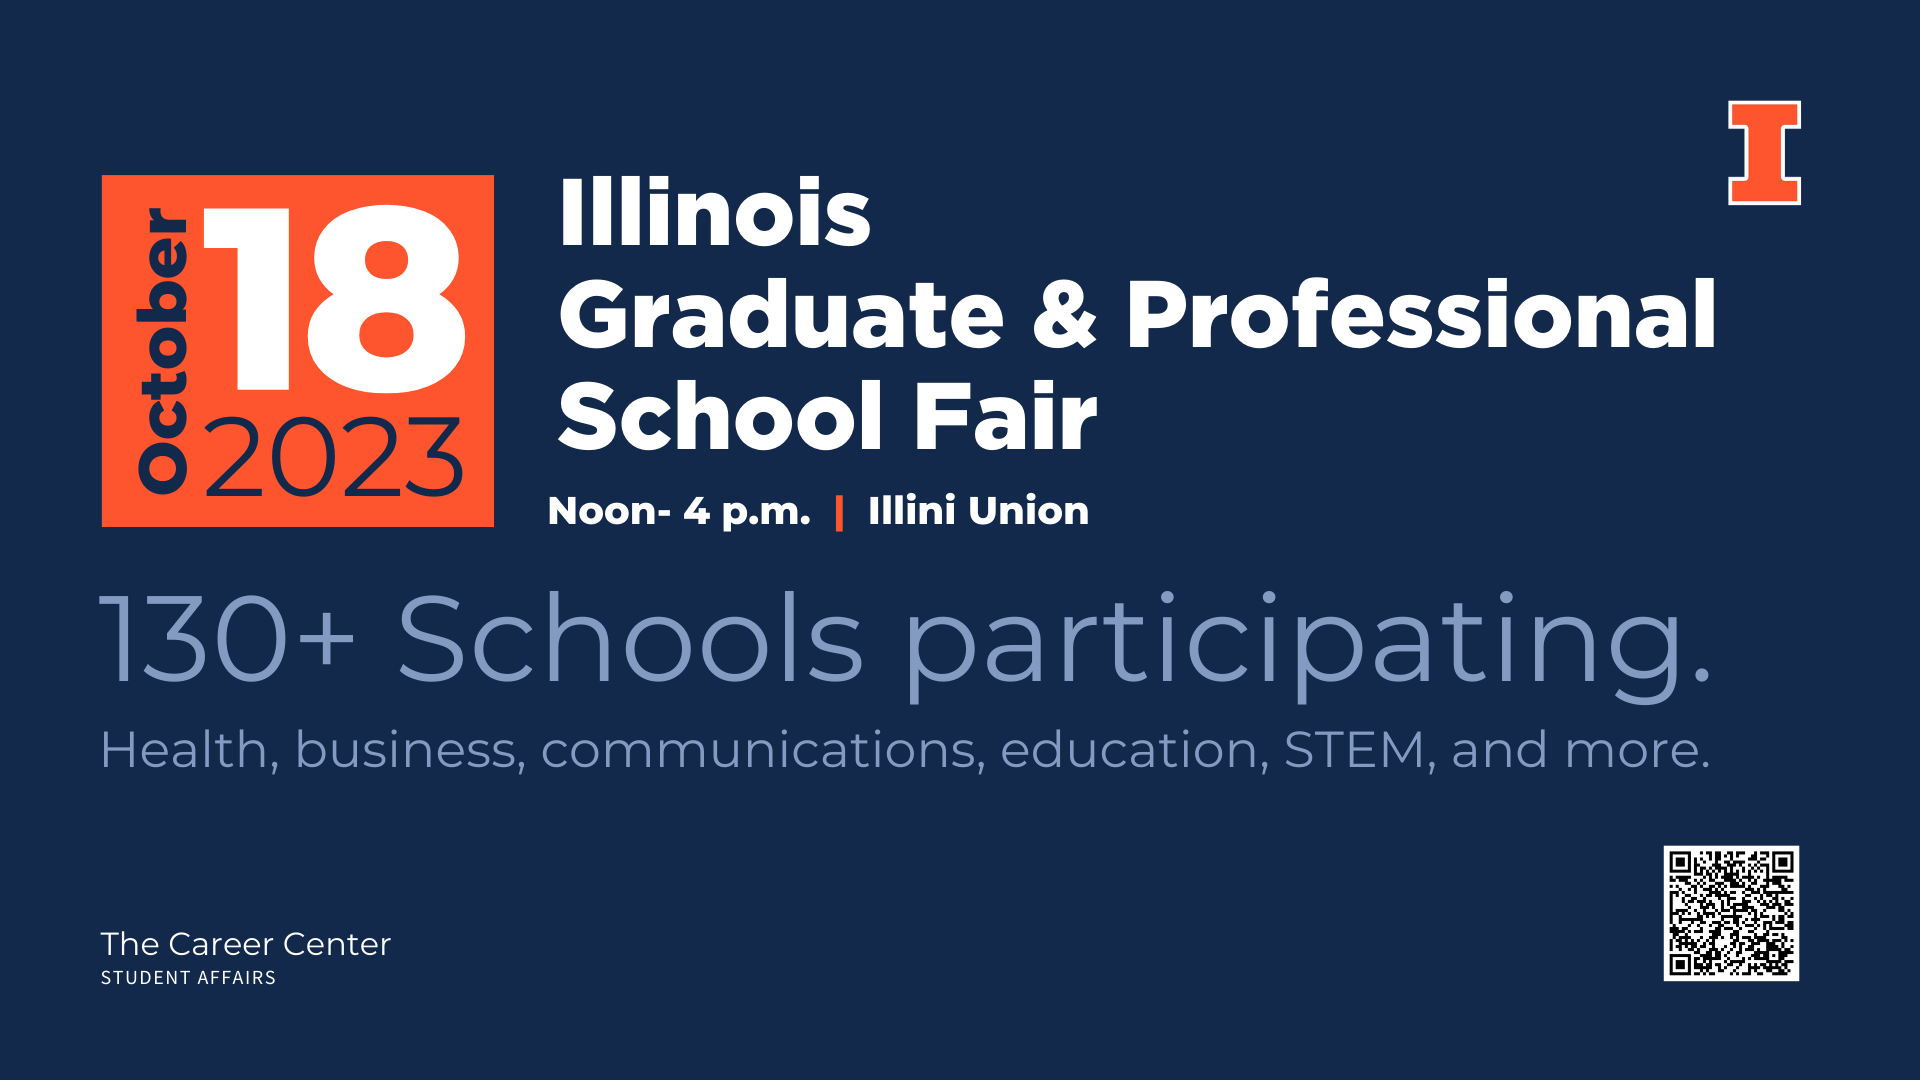 October
18
2023
Illinois
Graduate & Professional
School Fair
Noon- 4 p.m. | Illini Union
I
130+ Schools participating.
Health, business, communications, education, STEM, and more.
The Career Center
STUDENT AFFAIRS